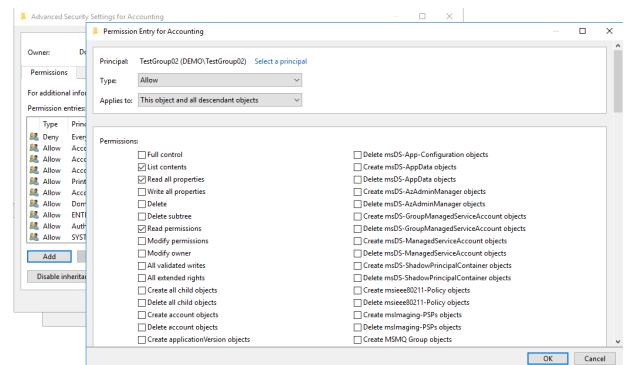 Advanced Security Settings for Accounting
Permission Entry for Accounting
Owner:
Permissions
For additional
Permission entries
Type
Deny
Allow
Allow
Allow
Allow
Allow
Allow
Allow
Allow
Allow
Add
Principal: TestGroup02 (DEMO\TestGroup02) Select a principal
Type: Allow
Applies to: This object and all descendant objects
Permissions:
Full control
List contents
Read all properties
Write all properties
Delete
Delete subtree
Read permissions
Modify permissions
Modify owner
All validated writes
All extended rights
Create all child objects
Delete all child objects
Create account objects
Delete account objects
Create applicationVersion objects
Delete msDS-App-Configuration objects
Create msDS-AppData objects
Delete msDS-AppData objects
Create msDS-AzAdminManager objects
Delete msDS-AzAdminManager objects
Create msDS-GroupManagedServiceAccount objects
Delete msDS-GroupManagedServiceAccount objects
Create msDS-ManagedServiceAccount objects
Delete msDS-ManagedServiceAccount objects
Create msDS-ShadowPrincipalContainer objects
Delete msDS-ShadowPrincipalContainer objects
Create msieee80211-Policy objects
Delete msieee80211-Policy objects
Create msImaging-PSPs objects
Delete msImaging-PSPs objects
Create MSMQ Group objects
OK Cancel